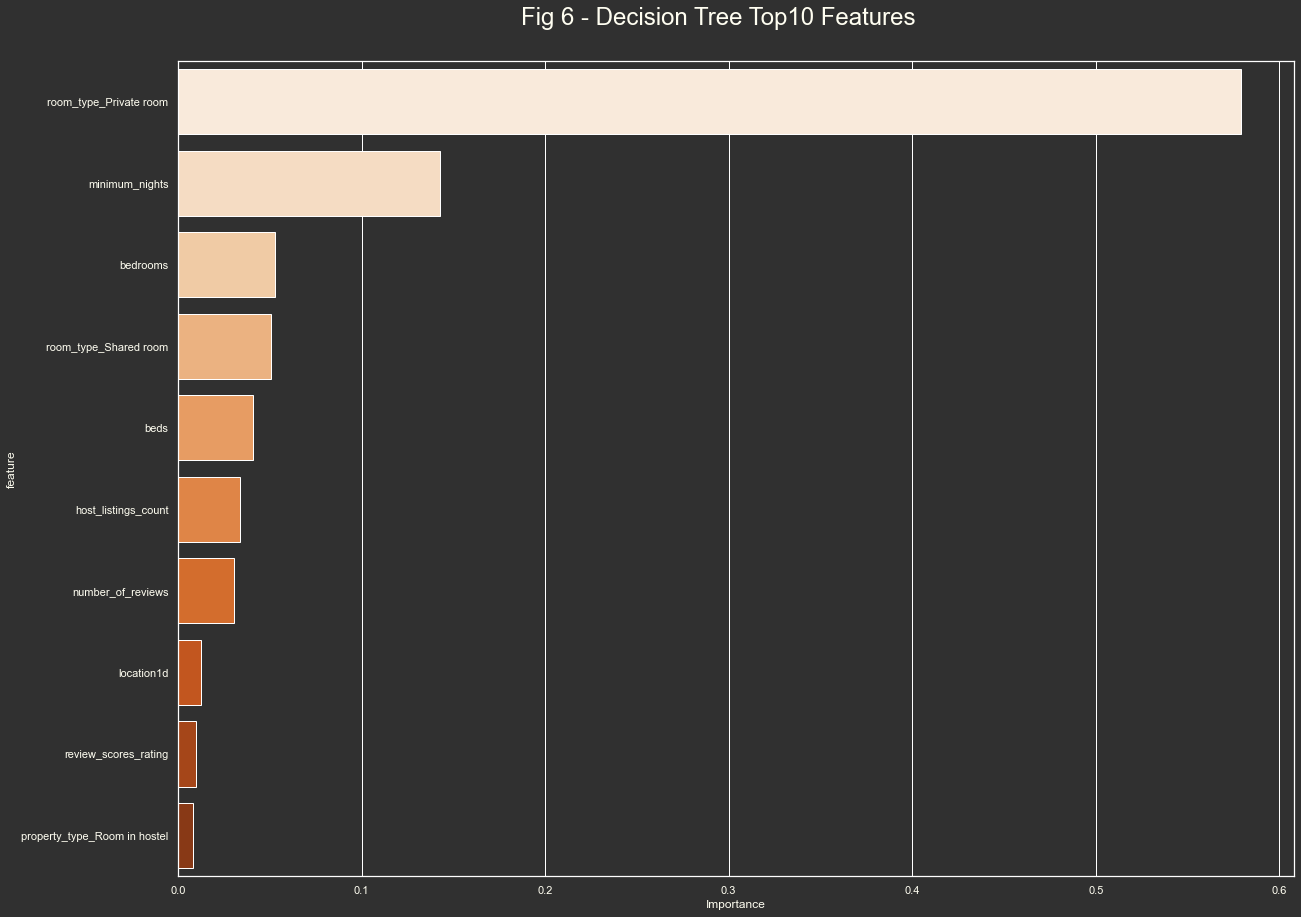 Fig 6 - Decision Tree Top10 Features
feature
room_type_Private room
minimum_nights
bedrooms
room_type_Shared room
beds
host_listings_count
number_of_reviews
location1d
review_scores_rating
property_type_Room in hostel
0.0 0.1 0.2 0.3 0.4 0.5 0.6
Importance